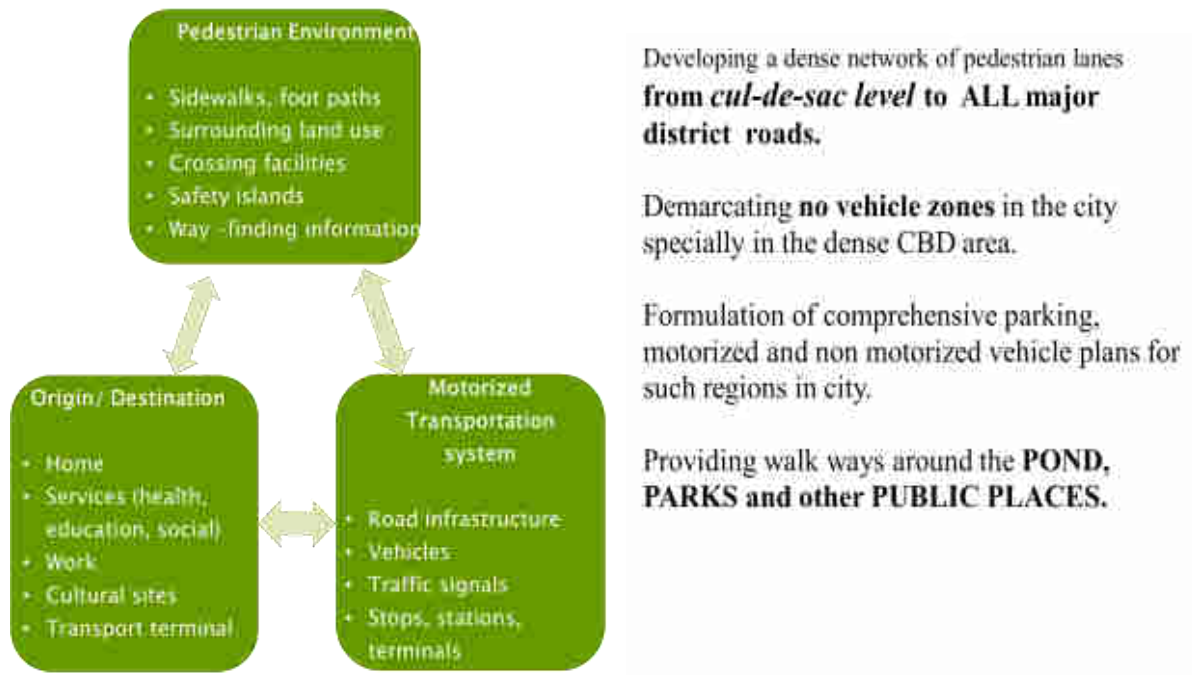 Pedestrian Environment
• Sidewalks, foot paths
• Surrounding land use
• Crossing facilities
• Safety islands
• Way -finding information
Origin/ Destination
• Home
• Services (health,
education, social)
• Work
• Cultural sites
• Transport terminal
Motorized
Transportation
system
• Road infrastructure
• Vehicles
• Traffic signals
• Stops, stations,
terminals
Developing a dense network of pedestrian lanes
from cul-de-sac level to ALL major
district roads.
Demarcating no vehicle zones in the city
specially in the dense CBD area.
Formulation of comprehensive parking,
motorized and non motorized vehicle plans for
such regions in city.
Providing walk ways around the POND,
PARKS and other PUBLIC PLACES.